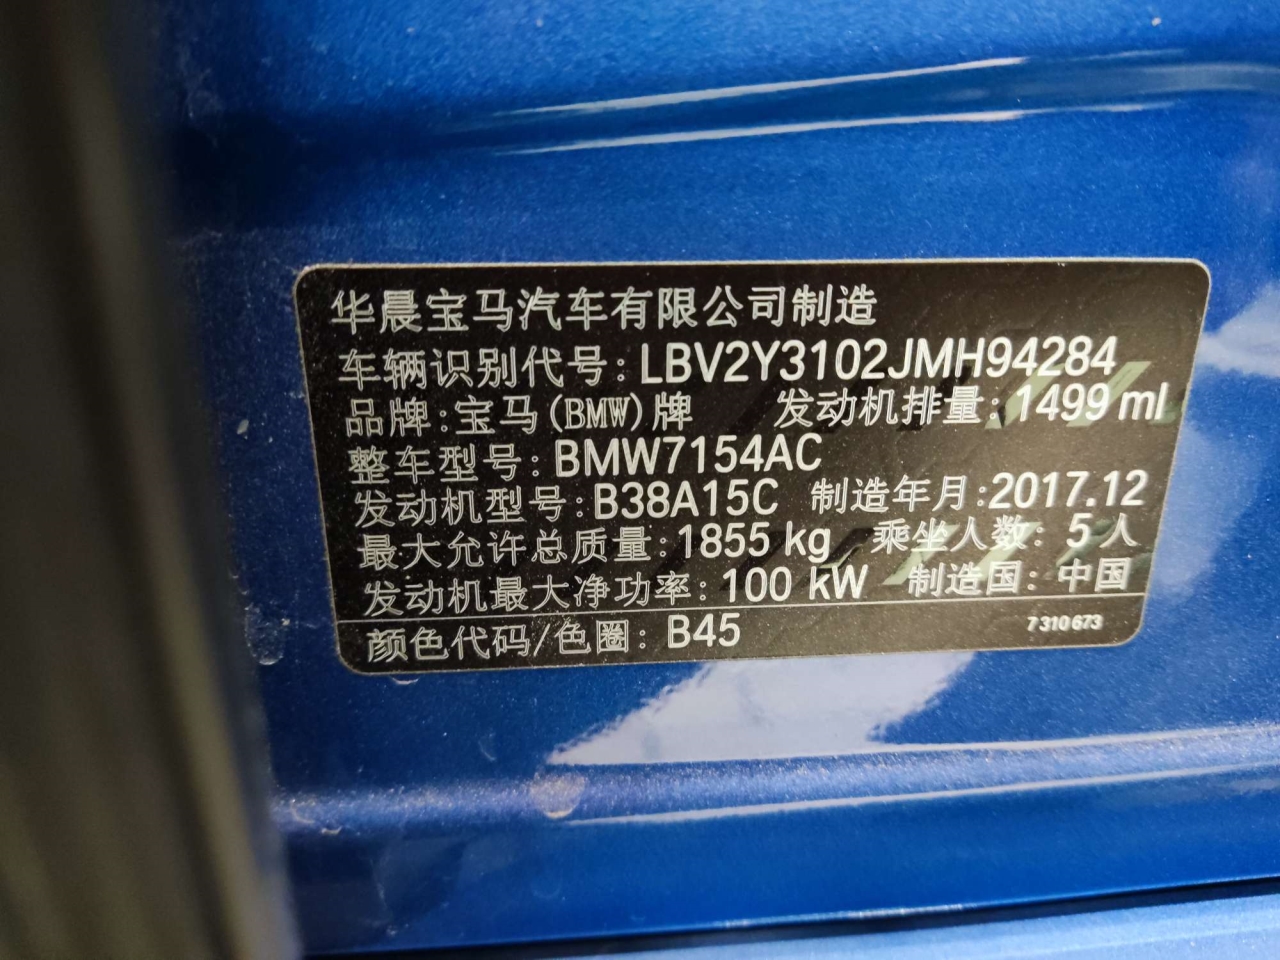 华晨宝马汽车有限公司制造
车辆识别代号:LBV2Y3102JMH94284
品牌:宝马(BMW)牌 发动机排量:1499 ml
整车型号:BMW7154AC
发动机型号:B38A15C 制造年月:2017.12
最大允许总质量:1855 kg 乘坐人数: 5人
发动机最大净功率:100 kW 制造国:中国
颜色代码/色圈: B45 7310673